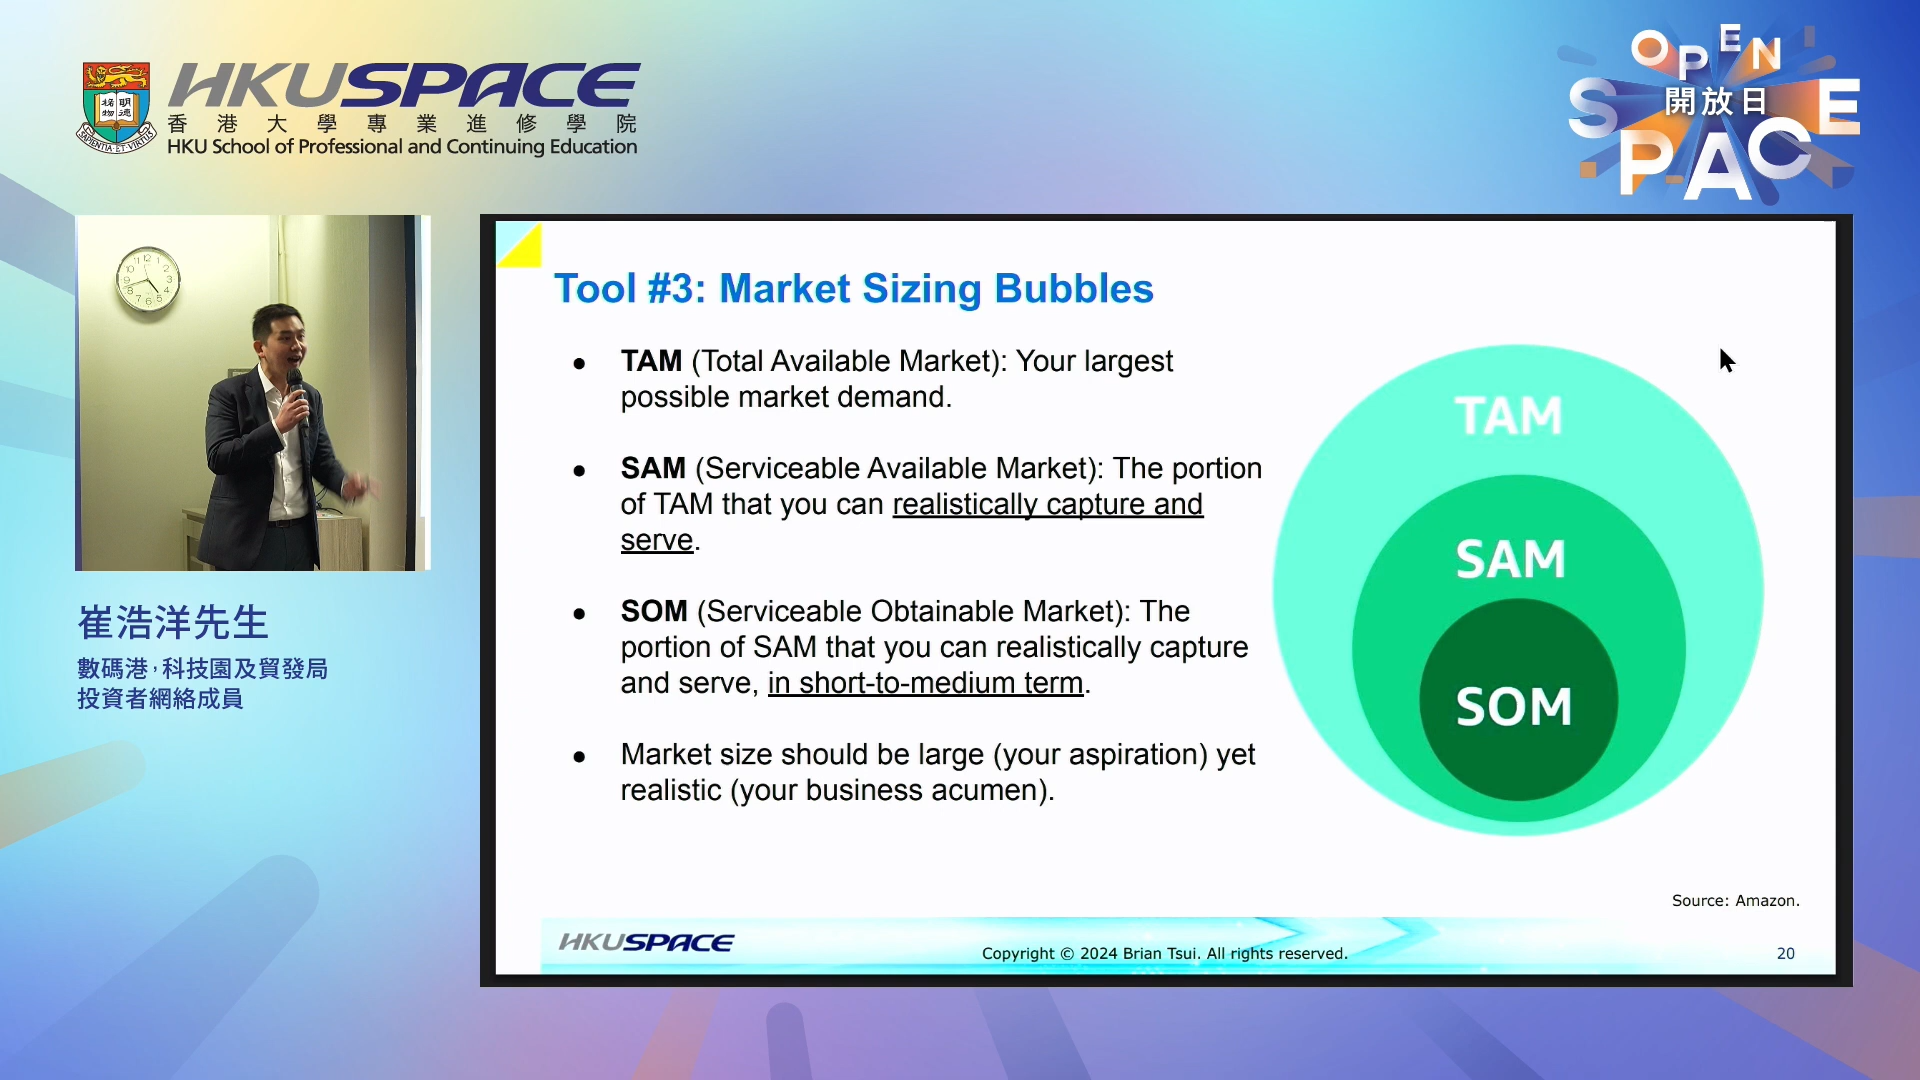 HKUSPACE
香港大學專業進修學院
HKU School of Professional and Continuing Education
OPEN
開放日
SPACE
崔浩洋先生
數碼港，科技園及貿發局
投資者網絡成員
Tool #3: Market Sizing Bubbles
● TAM (Total Available Market): Your largest
possible market demand.
● SAM (Serviceable Available Market): The portion
of TAM that you can realistically capture and
serve.
● SOM (Serviceable Obtainable Market): The
portion of SAM that you can realistically capture
and serve, in short-to-medium term.
● Market size should be large (your aspiration) yet
realistic (your business acumen).
TAM
SAM
SOM
Source: Amazon.
HKUSPACE
Copyright © 2024 Brian Tsui. All rights reserved.
20